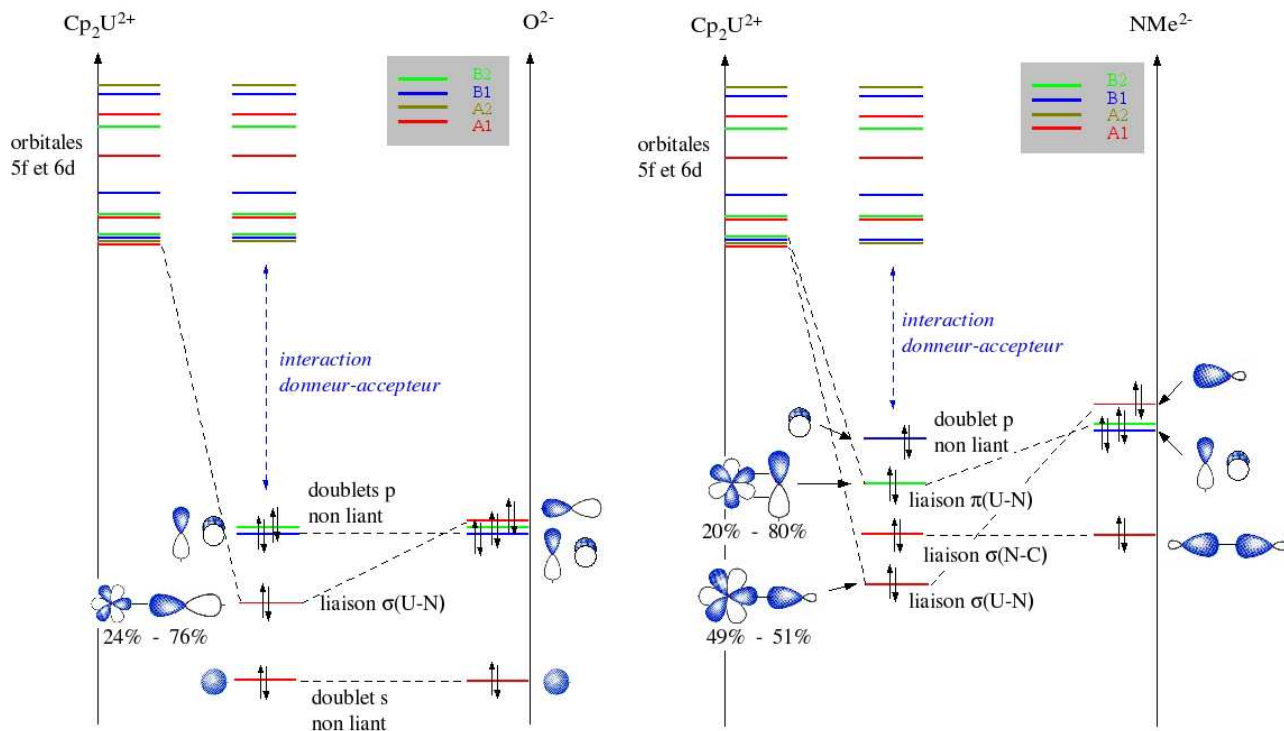 Cp2U2+
O2-
B2
B1
A2
A1
orbitales
5f et 6d
interaction
donneur-accepteur
doublets p
non liant
liaison σ(U-N)
24% - 76%
doublet s
non liant
Cp2U2+
NMe2-
B2
B1
A2
A1
orbitales
5f et 6d
interaction
donneur-accepteur
doublet p
non liant
liaison π(U-N)
20% - 80%
liaison σ(N-C)
liaison σ(U-N)
49% - 51%